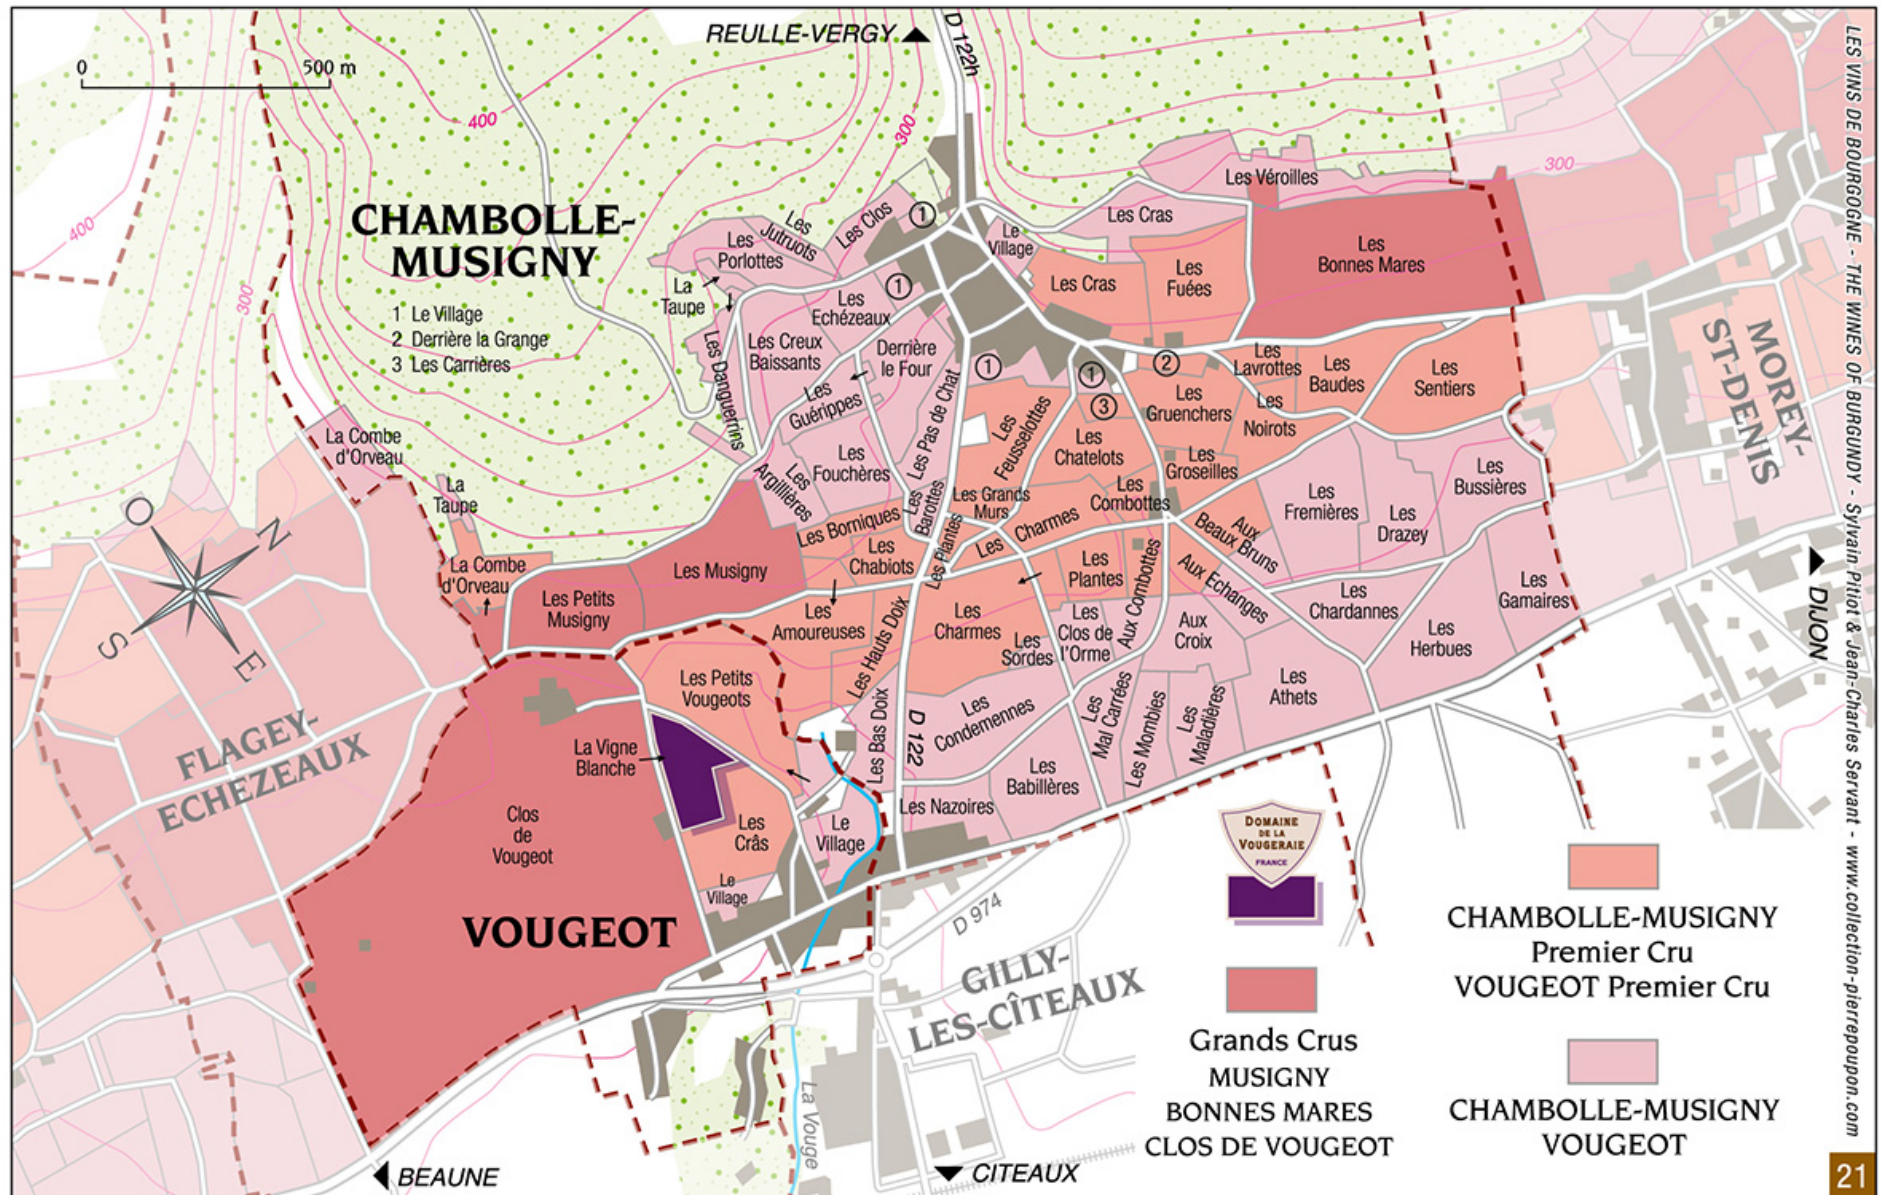 REULLE-VERGY
D 122h
0
500 m
400
300
300
400
300
CHAMBOLLE-
MUSIGNY
1 Le Village
2 Derrière la Grange
3 Les Carrières
Les
Jutruots
Les Clos
1
Les
Porlottes
La
Taupe
1
Les
Echézeaux
Les Danguerrins
Les Creux
Baissants
Derrière
le Four
Les
Guérippes
Les
Fouchères
Les Pas de Chat
Les
Argillières
Les
Barottes
Le
Village
Les Cras
Les Véroilles
Les Cras
Les
Fuées
Les
Bonnes Mares
1
1
2
3
Les
Lavrottes
Les
Baudes
Les
Sentiers
Les
Gruenchers
Les
Noirots
Les
Feusselottes
Les
Chatelots
Les
Groseilles
Les
Combottes
Les Grands
Murs
Les
Fremières
Les
Drazey
Les
Bussières
MOREY-
ST-DENIS
La Combe
d'Orveau
La
Taupe
La Combe
d'Orveau
Les Petits
Musigny
Les Musigny
Les Borniques
Les
Chabiots
Les Plantes
Les Charmes
Les
Plantes
Aux
Beaux Bruns
Aux Echanges
Aux Combottes
Les
Amoureuses
Les Hauts Doix
Les
Charmes
Les
Sordes
Les
Clos de
l'Orme
Aux
Croix
Les
Chardannes
Les
Gamaires
Les
Herbues
Les
Athets
Les
Condemennes
Les
Mal Carrées
Les Mombies
Les
Maladières
Les Bas Doix
D 122
Les
Babillères
Les Nazoires
DIJON
O
N
S
E
FLAGEY-
ECHEZEAUX
Les Petits
Vougeots
La Vigne
Blanche
Les
Crâs
Le
Village
Le
Village
Clos
de
Vougeot
VOUGEOT
D 974
GILLY-
LES-CÎTEAUX
La Vouge
BEAUNE
CITEAUX
DOMAINE
DE LA
VOUGERAIE
FRANCE
Grands Crus
MUSIGNY
BONNES MARES
CLOS DE VOUGEOT
CHAMBOLLE-MUSIGNY
Premier Cru
VOUGEOT Premier Cru
CHAMBOLLE-MUSIGNY
VOUGEOT
LES VINS DE BOURGOGNE - THE WINES OF BURGUNDY - Sylvain Pitiot & Jean-Charles Servant - www.collection-pierrepoupon.com
21